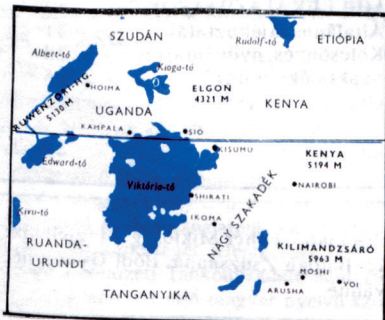 SZUDÁN
Rudolf-tó
ETIÓPIA
Albert-tó
Kioga-tó
HOIMA
ELGON
4321 M
RUWENZORI-HG.
5130 M
UGANDA
KENYA
KAMPALA
SIÓ
KISUMU
Edward-tó
KENYA
5194 M
Viktória-tó
NAIROBI
SHIRATI
Kivu-tó
IKOMA
NAGY SZAKADÉK
RUANDA-
URUNDI
KILIMANDZSÁRÓ
5963 M
MOSHI
VOI
ARUSHA
TANGANYIKA